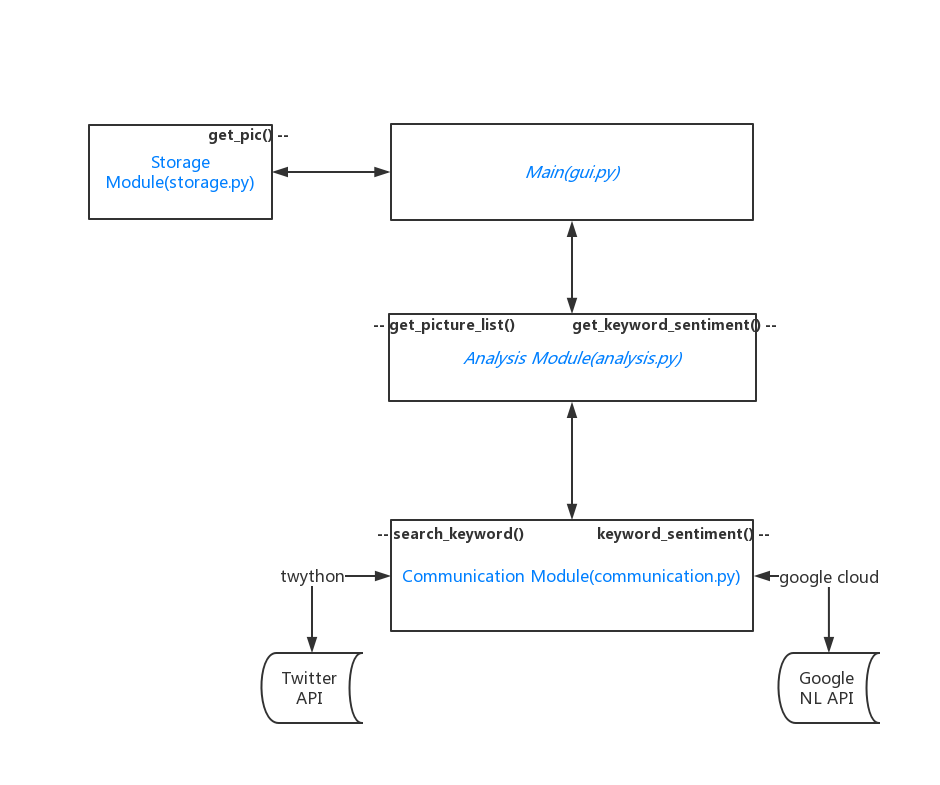 get_pic() --
Storage
Module(storage.py)
Main(gui.py)
-- get_picture_list()
get_keyword_sentiment() --
Analysis Module(analysis.py)
-- search_keyword()
keyword_sentiment() --
twython
Communication Module(communication.py)
google cloud
Twitter
API
Google
NL API